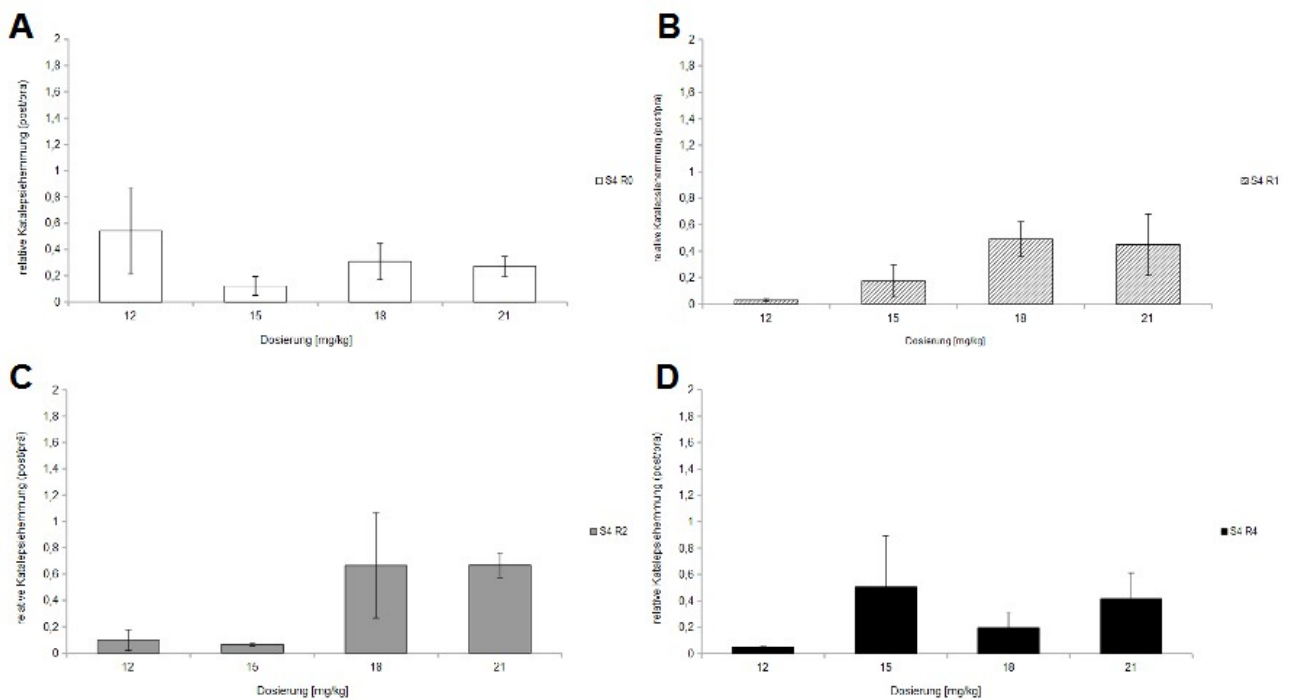 A
relative Katalepsiehemmung (post/prä)
2
1,8
1,6
1,4
1,2
1
0,8
0,6
0,4
0,2
0
12 15 18 21
Dosierung [mg/kg]
S4 R0
B
relative Katalepsiehemmung (post/prä)
2
1,8
1,6
1,4
1,2
1
0,8
0,6
0,4
0,2
0
12 15 18 21
Dosierung [mg/kg]
S4 R1
C
relative Katalepsiehemmung (post/prä)
2
1,8
1,6
1,4
1,2
1
0,8
0,6
0,4
0,2
0
12 15 18 21
Dosierung [mg/kg]
S4 R2
D
relative Katalepsiehemmung (post/prä)
2
1,8
1,6
1,4
1,2
1
0,8
0,6
0,4
0,2
0
12 15 18 21
Dosierung [mg/kg]
S4 R4